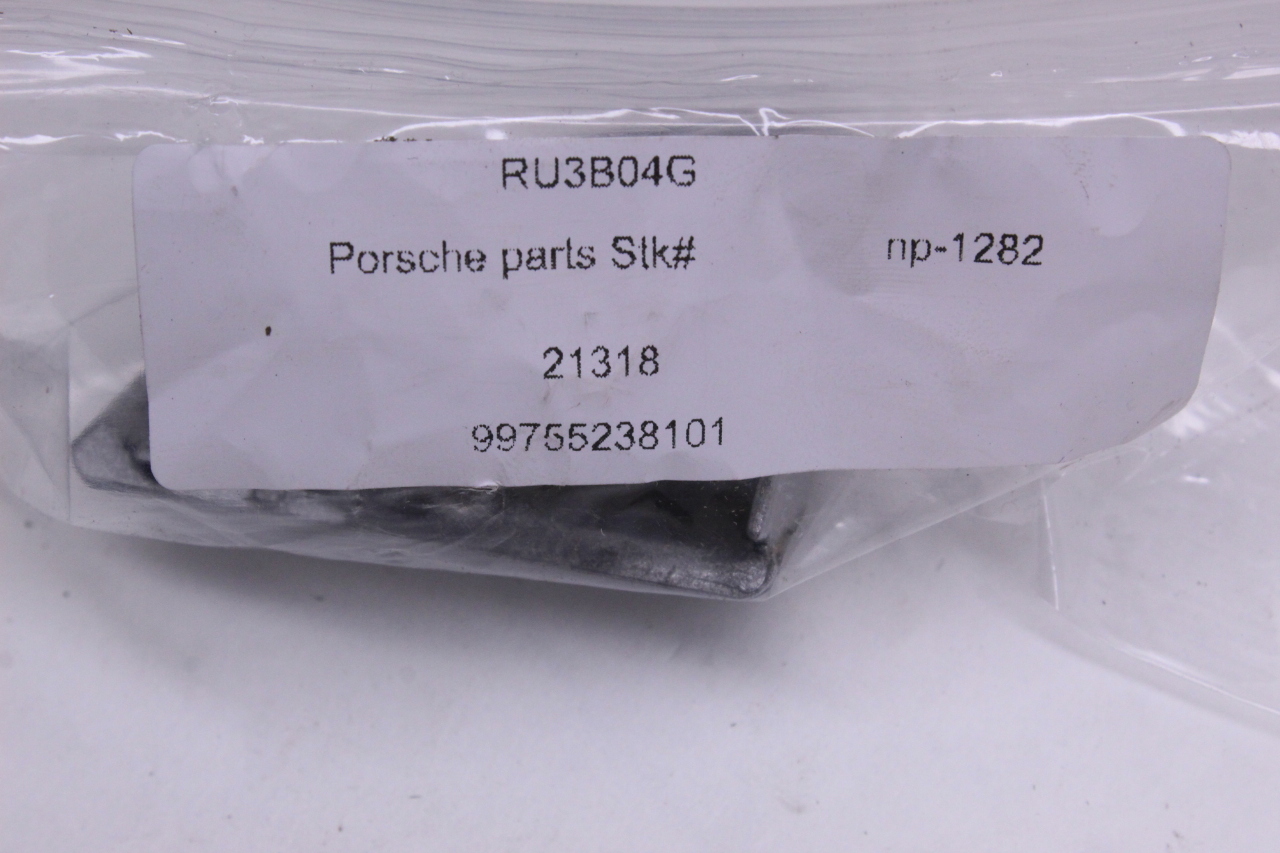 RU3B04G
Porsche parts Stk# np-1282
21318
99755238101